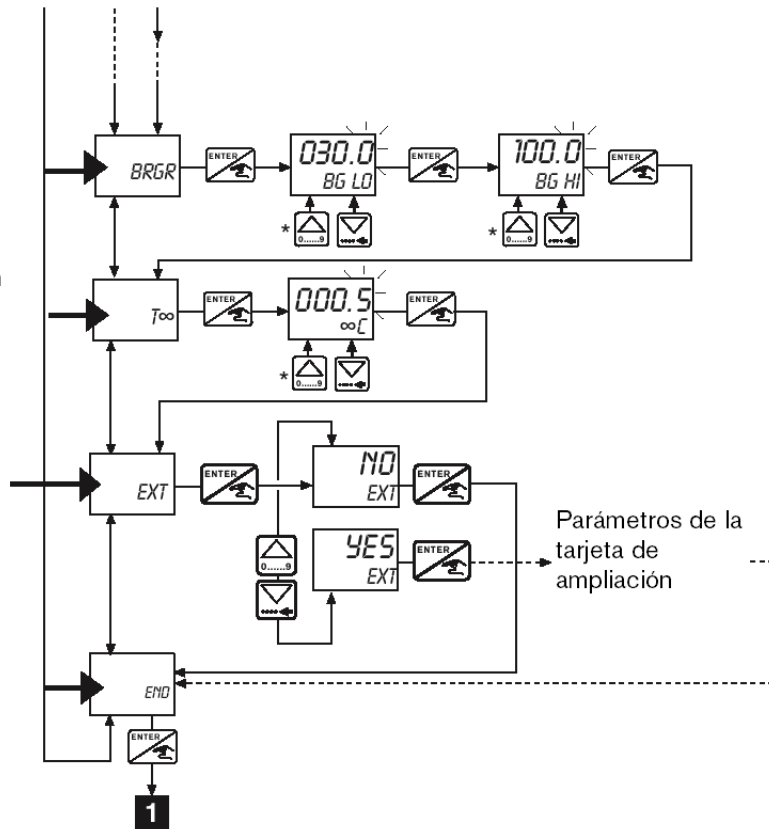 BRGR
ENTER
030.0
BG LO
ENTER
100.0
BG HI
ENTER
* 0......9
* 0......9
T∞
ENTER
000.5
∞C
ENTER
* 0......9
EXT
ENTER
NO
EXT
ENTER
0......9
YES
EXT
ENTER
Parámetros de la
tarjeta de
ampliación
END
ENTER
1